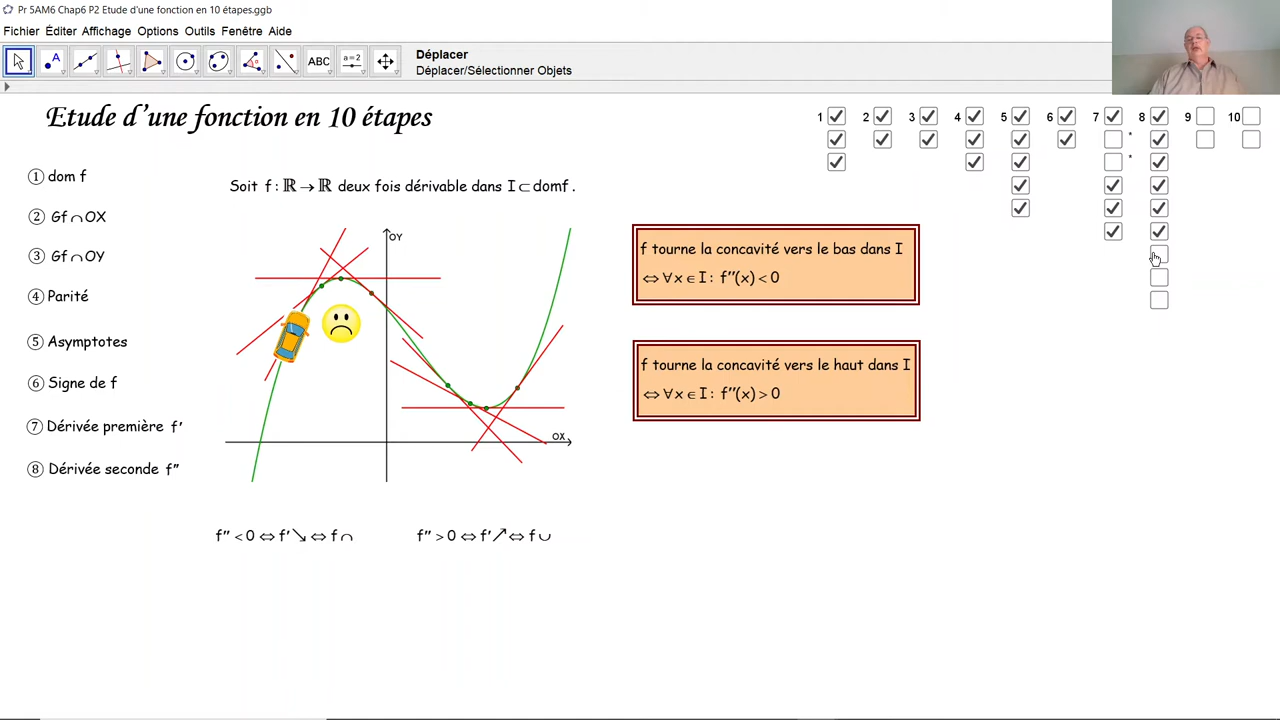 Pr 5AM6 Chap6 P2 Etude d'une fonction en 10 étapes.ggb
Fichier Éditer Affichage Options Outils Fenêtre Aide
A
ABC
a=2
Déplacer
Déplacer/Sélectionner Objets
Etude d'une fonction en 10 étapes
1 2 3 4 5 6 7 8 9 10
*
*
① dom f
② Gf ∩ OX
③ Gf ∩ OY
④ Parité
⑤ Asymptotes
⑥ Signe de f
⑦ Dérivée première f'
⑧ Dérivée seconde f"
Soit f : ℝ → ℝ deux fois dérivable dans I ⊂ domf .
OY
OX
f" < 0 ⇔ f' ↘ ⇔ f ∩
f" > 0 ⇔ f' ↗ ⇔ f ∪
f tourne la concavité vers le bas dans I
⇔ ∀x ∈ I : f"(x) < 0
f tourne la concavité vers le haut dans I
⇔ ∀x ∈ I : f"(x) > 0